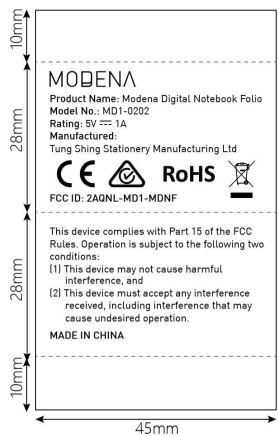 10mm
MODENA
Product Name: Modena Digital Notebook Folio
Model No.: MD1-0202
Rating: 5V ⎓ 1A
Manufactured:
Tung Shing Stationery Manufacturing Ltd
28mm
CE RoHS
FCC ID: 2AQNL-MD1-MDNF
This device complies with Part 15 of the FCC
Rules. Operation is subject to the following two
conditions:
(1) This device may not cause harmful
interference, and
(2) This device must accept any interference
received, including interference that may
cause undesired operation.
28mm
MADE IN CHINA
10mm
45mm